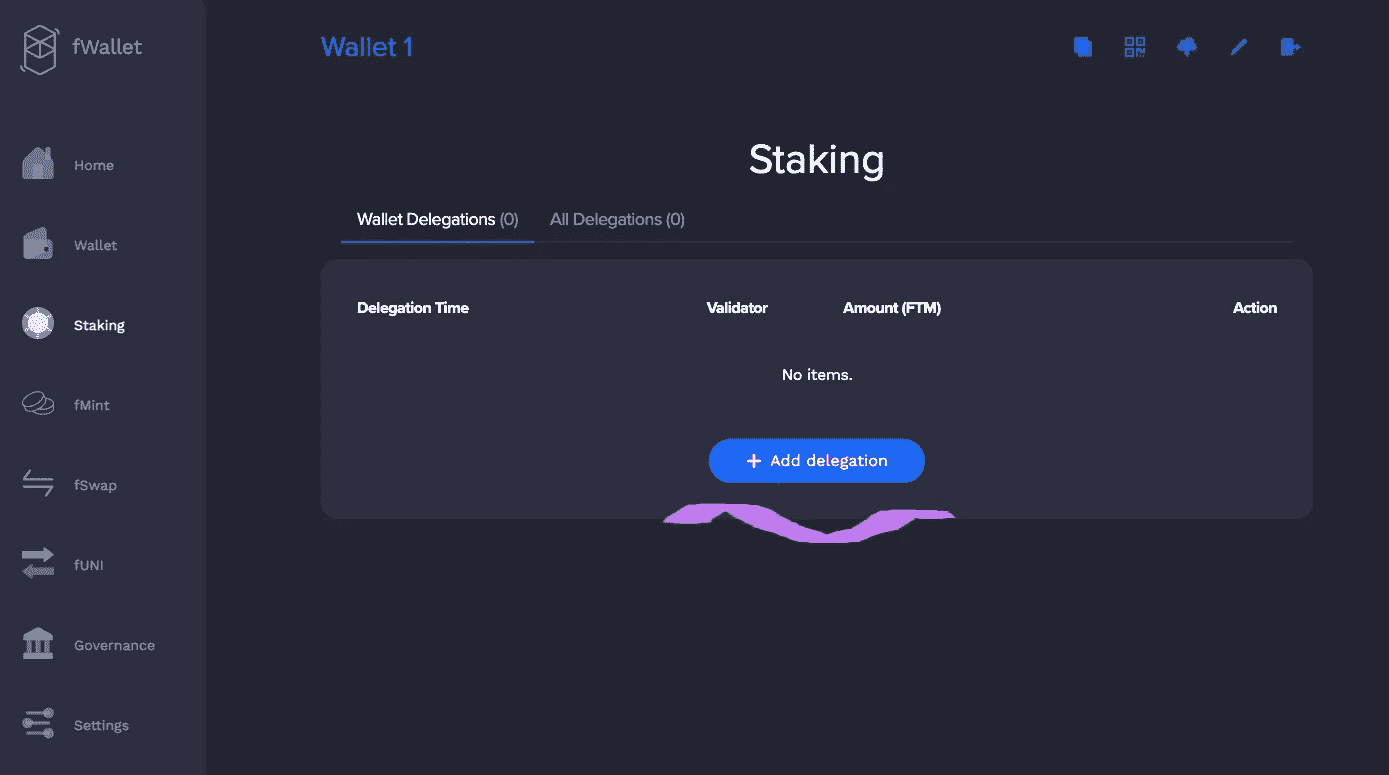 fWallet
Home
Wallet
Staking
fMint
fSwap
fUNI
Governance
Settings
Wallet 1
Staking
Wallet Delegations (0) All Delegations (0)
Delegation Time Validator Amount (FTM) Action
No items.
+ Add delegation